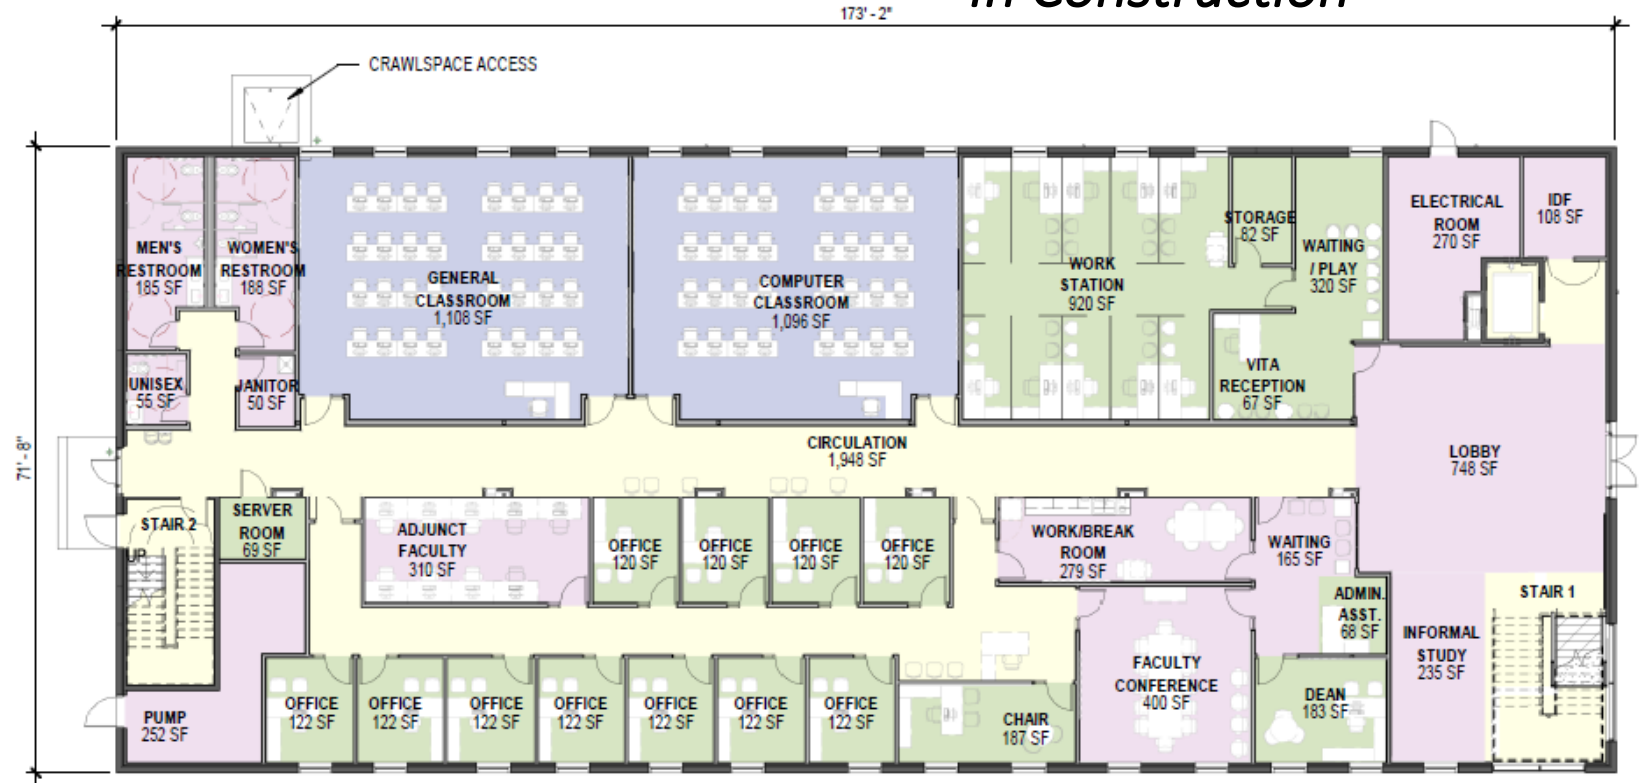 in Construction
173' - 2"
CRAWLSPACE ACCESS
71' - 8"
MEN'S
RESTROOM
185 SF
WOMEN'S
RESTROOM
188 SF
GENERAL
CLASSROOM
1,108 SF
COMPUTER
CLASSROOM
1,096 SF
WORK
STATION
920 SF
STORAGE
82 SF
WAITING
/ PLAY
320 SF
ELECTRICAL
ROOM
270 SF
IDF
108 SF
UNISEX
55 SF
JANITOR
50 SF
VITA
RECEPTION
67 SF
CIRCULATION
1,948 SF
LOBBY
748 SF
STAIR 2
UP
SERVER
ROOM
69 SF
ADJUNCT
FACULTY
310 SF
OFFICE
120 SF
OFFICE
120 SF
OFFICE
120 SF
OFFICE
120 SF
WORK/BREAK
ROOM
279 SF
WAITING
165 SF
ADMIN.
ASST.
68 SF
STAIR 1
INFORMAL
STUDY
235 SF
PUMP
252 SF
OFFICE
122 SF
OFFICE
122 SF
OFFICE
122 SF
OFFICE
122 SF
OFFICE
122 SF
OFFICE
122 SF
OFFICE
122 SF
CHAIR
187 SF
FACULTY
CONFERENCE
400 SF
DEAN
183 SF